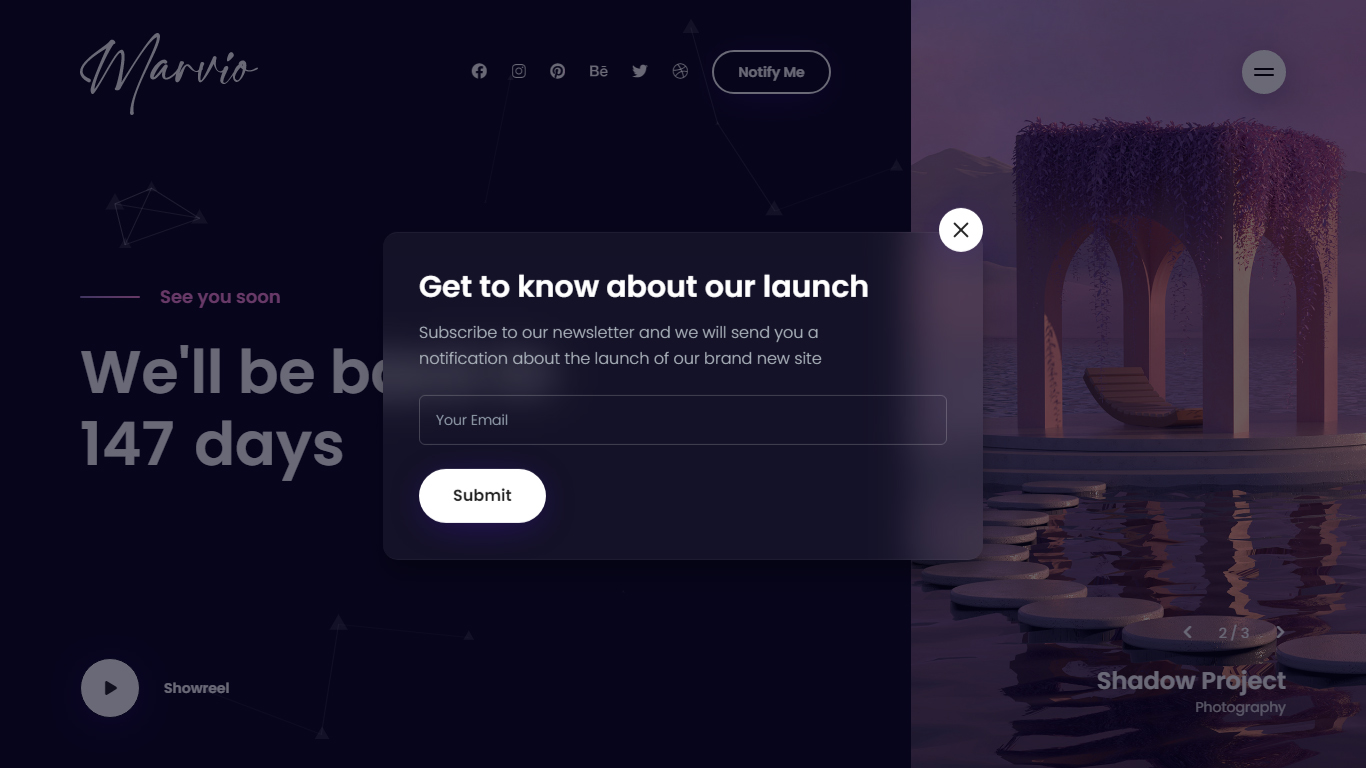 Marvio
Bē
Notify Me
See you soon
We'll be
147 days
Get to know about our launch
Subscribe to our newsletter and we will send you a
notification about the launch of our brand new site
Your Email
Submit
Showreel
2 / 3
Shadow Project
Photography